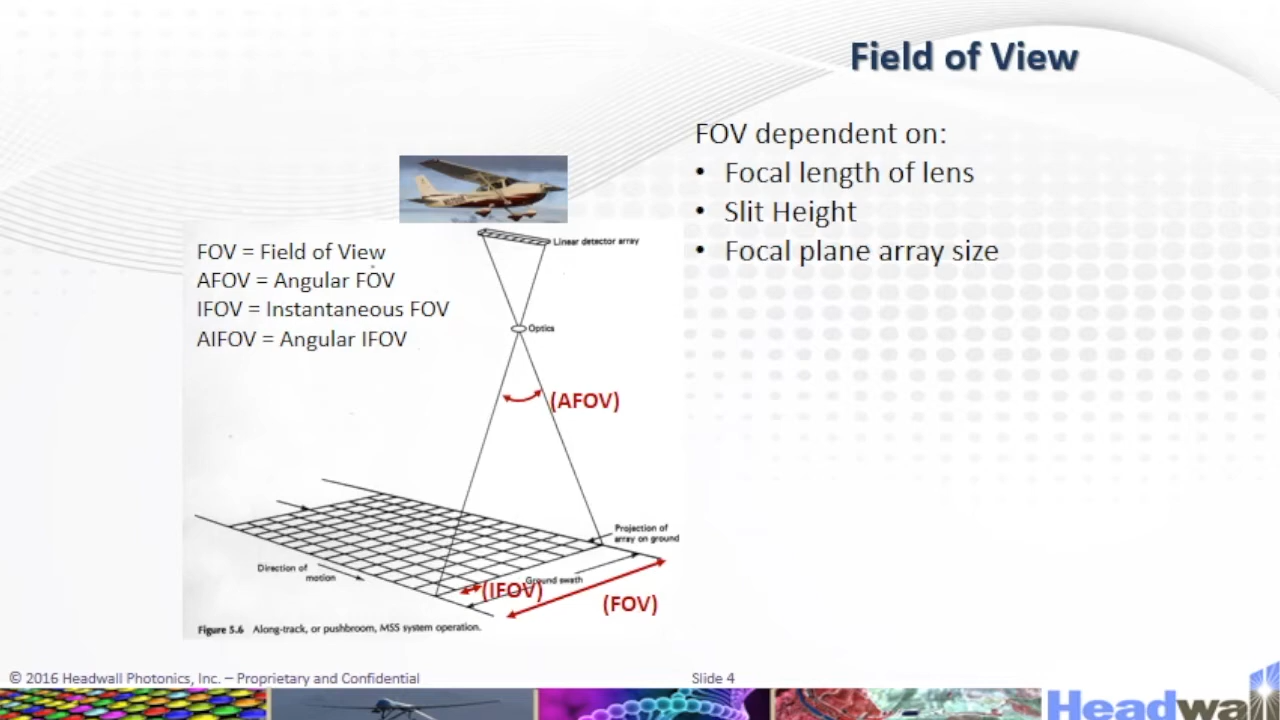 Field of View
FOV dependent on:
• Focal length of lens
• Slit Height
• Focal plane array size
FOV = Field of View
AFOV = Angular FOV
IFOV = Instantaneous FOV
AIFOV = Angular IFOV
Linear detector array
Optics
(AFOV)
Projection of
array on ground
Direction of
motion
Ground swath
(IFOV)
(FOV)
Figure 5.6 Along-track, or pushbroom, MSS system operation.
© 2016 Headwall Photonics, Inc. – Proprietary and Confidential
Slide 4
Headwall